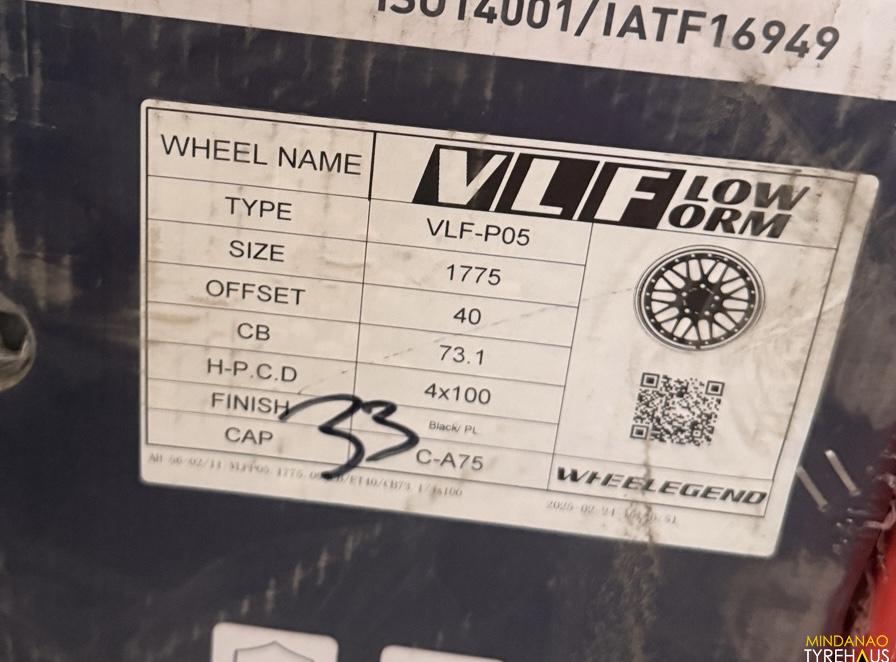 ISO14001/IATF16949
WHEEL NAME VLF LOW ORM
TYPE VLF-P05
SIZE 1775
OFFSET 40
CB 73.1
H-P.C.D 4x100
FINISH Black/ PL
CAP C-A75
33
WHEELEGEND
MINDANAO
TYREHAUS